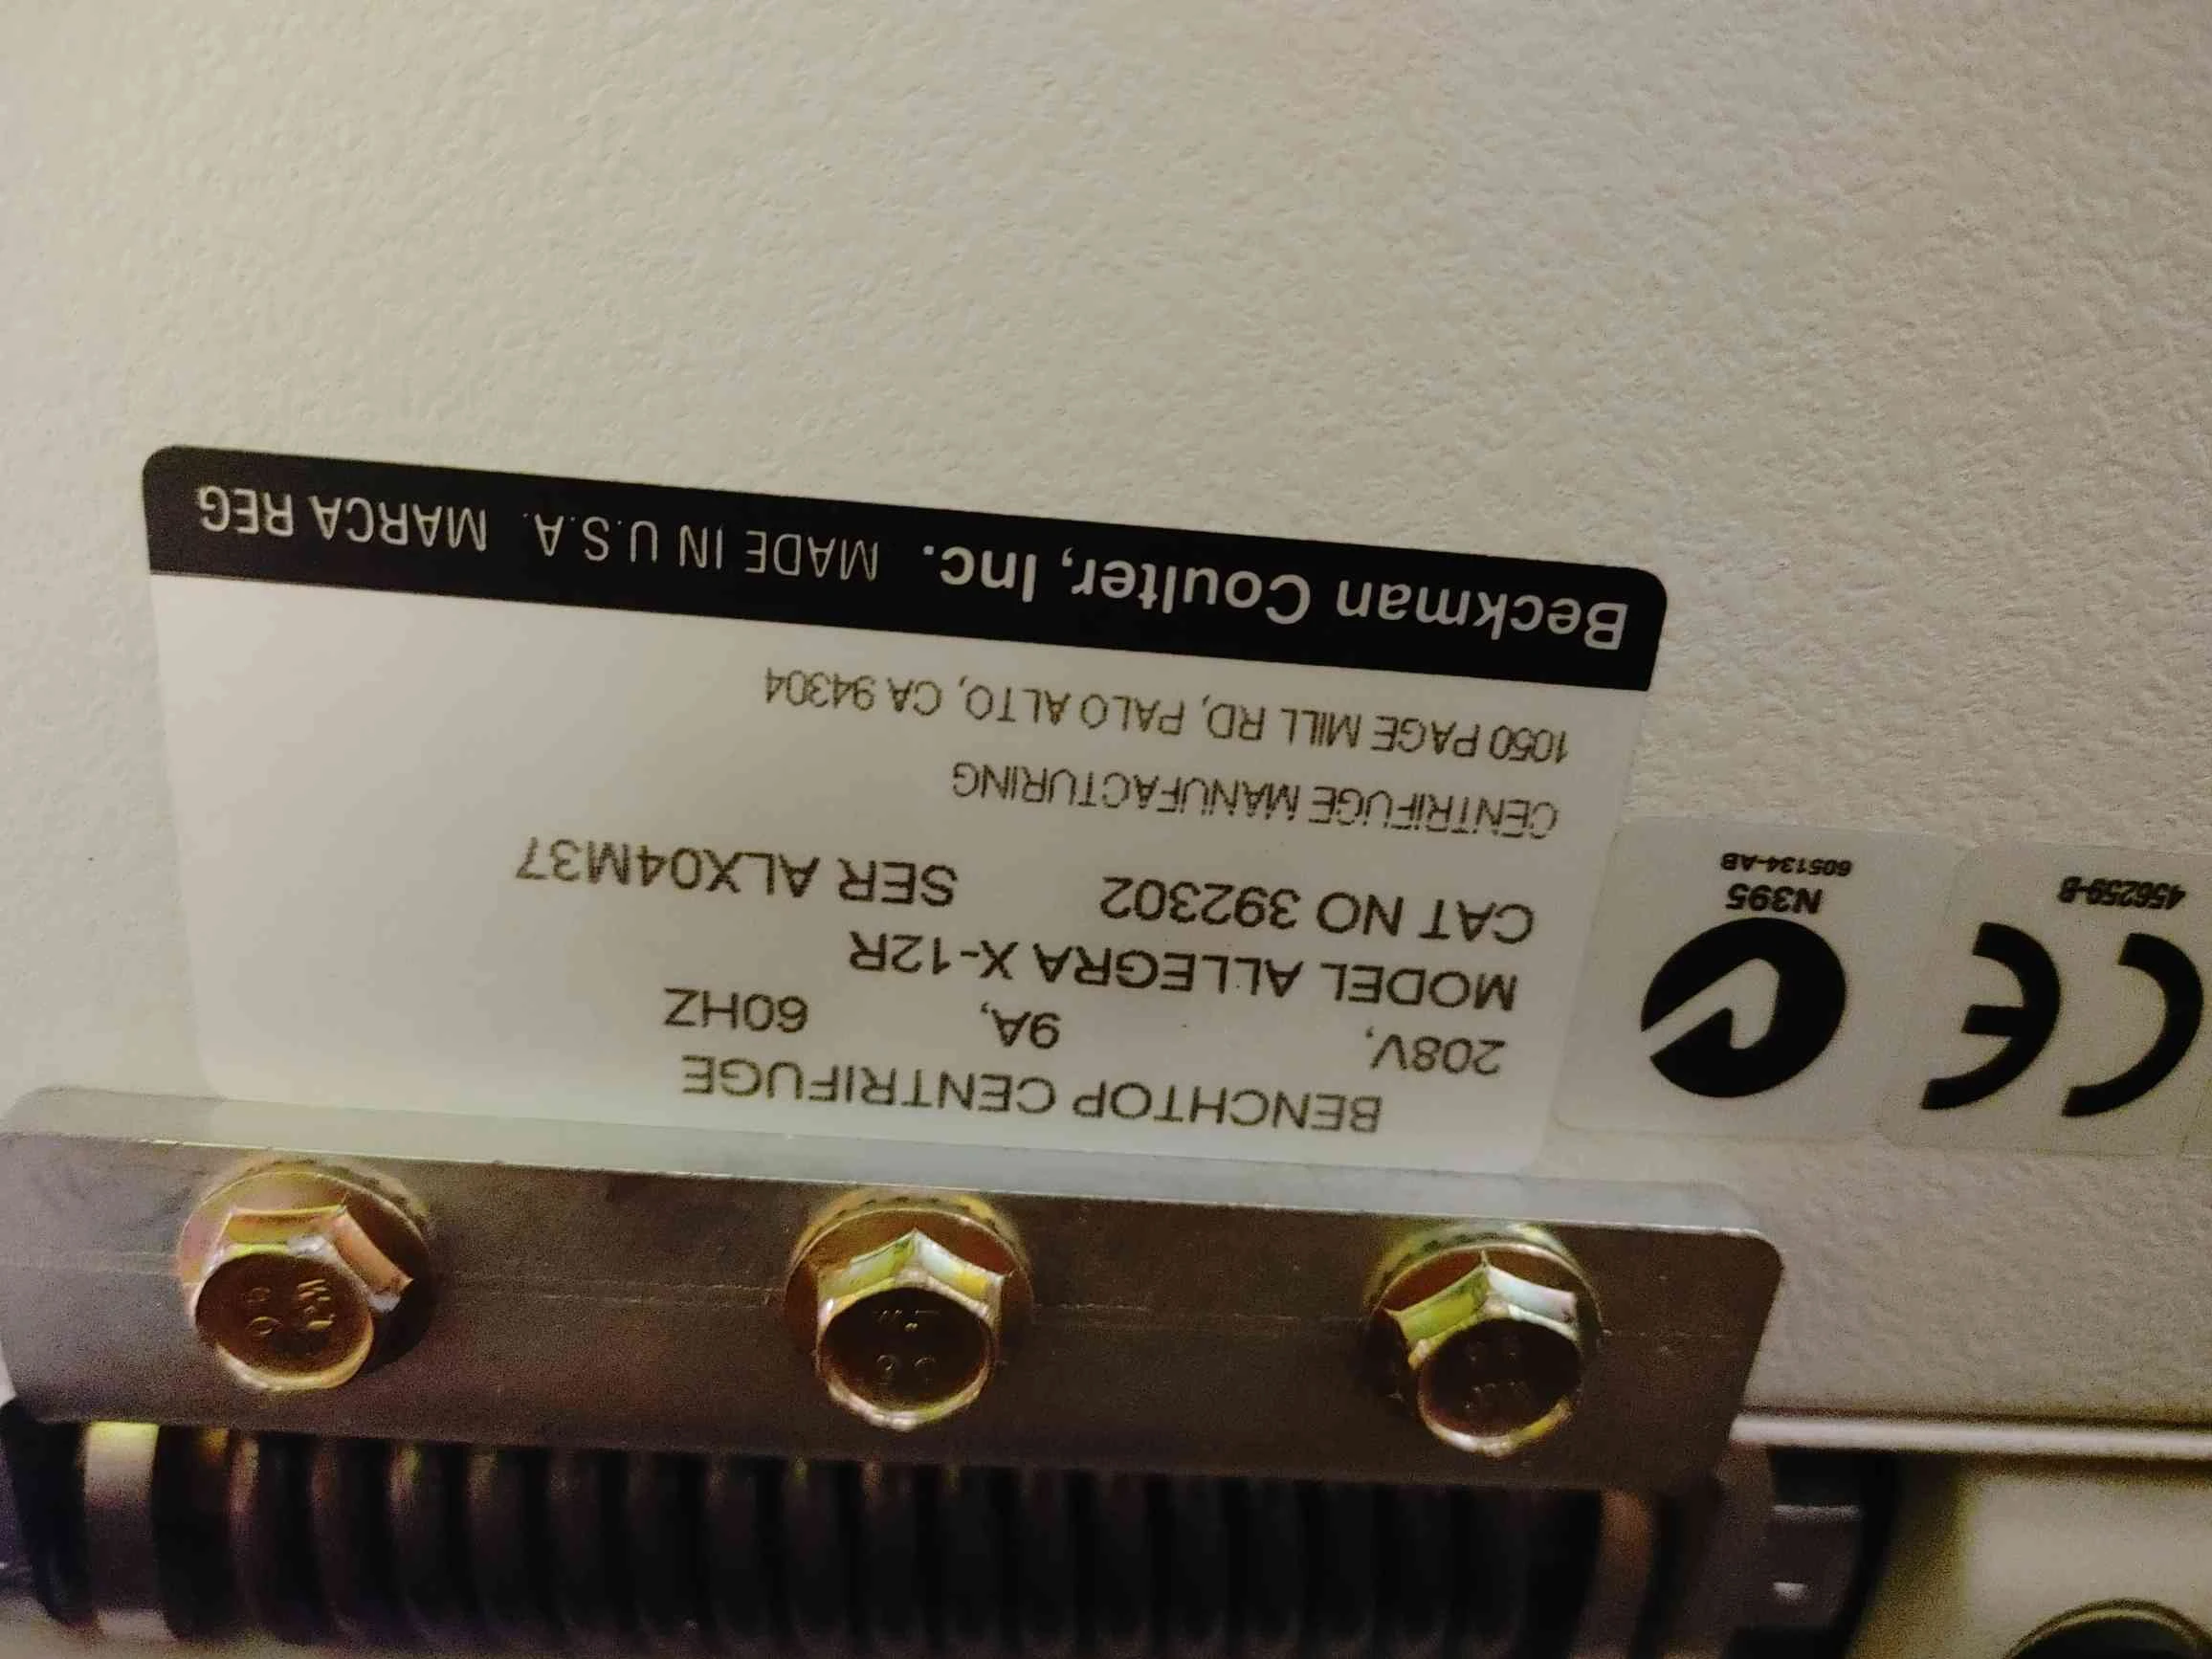 Beckman Coulter, Inc. MADE IN U.S.A. MARCA REG
1050 PAGE MILL RD, PALO ALTO, CA 94304
CENTRIFUGE MANUFACTURING
CAT NO 392302 SER ALX04M37
MODEL ALLEGRA X-12R
208V, 9A, 60HZ
BENCHTOP CENTRIFUGE
456259-B
CE
605134-AB
N395